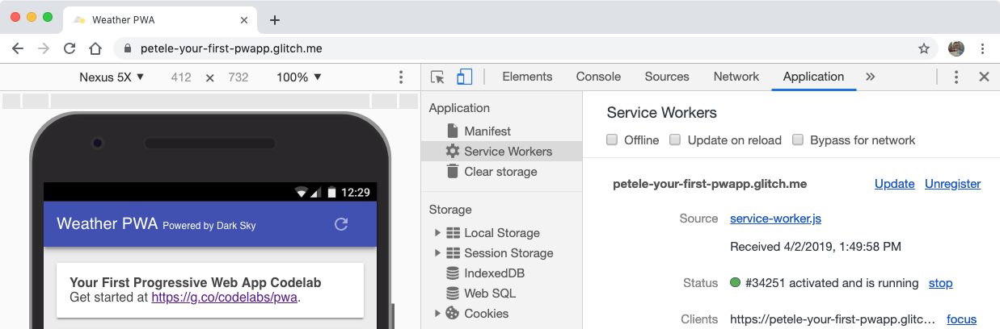 Weather PWA
petele-your-first-pwapp.glitch.me
Nexus 5X ▼ 412 × 732 100% ▼
Elements Console Sources Network Application »
12:29
Weather PWA Powered by Dark Sky
Your First Progressive Web App Codelab
Get started at https://g.co/codelabs/pwa.
Application
Manifest
Service Workers
Clear storage
Storage
Local Storage
Session Storage
IndexedDB
Web SQL
Cookies
Service Workers
Offline Update on reload Bypass for network
petele-your-first-pwapp.glitch.me Update Unregister
Source service-worker.js
Received 4/2/2019, 1:49:58 PM
Status #34251 activated and is running stop
Clients https://petele-your-first-pwapp.glitc… focus